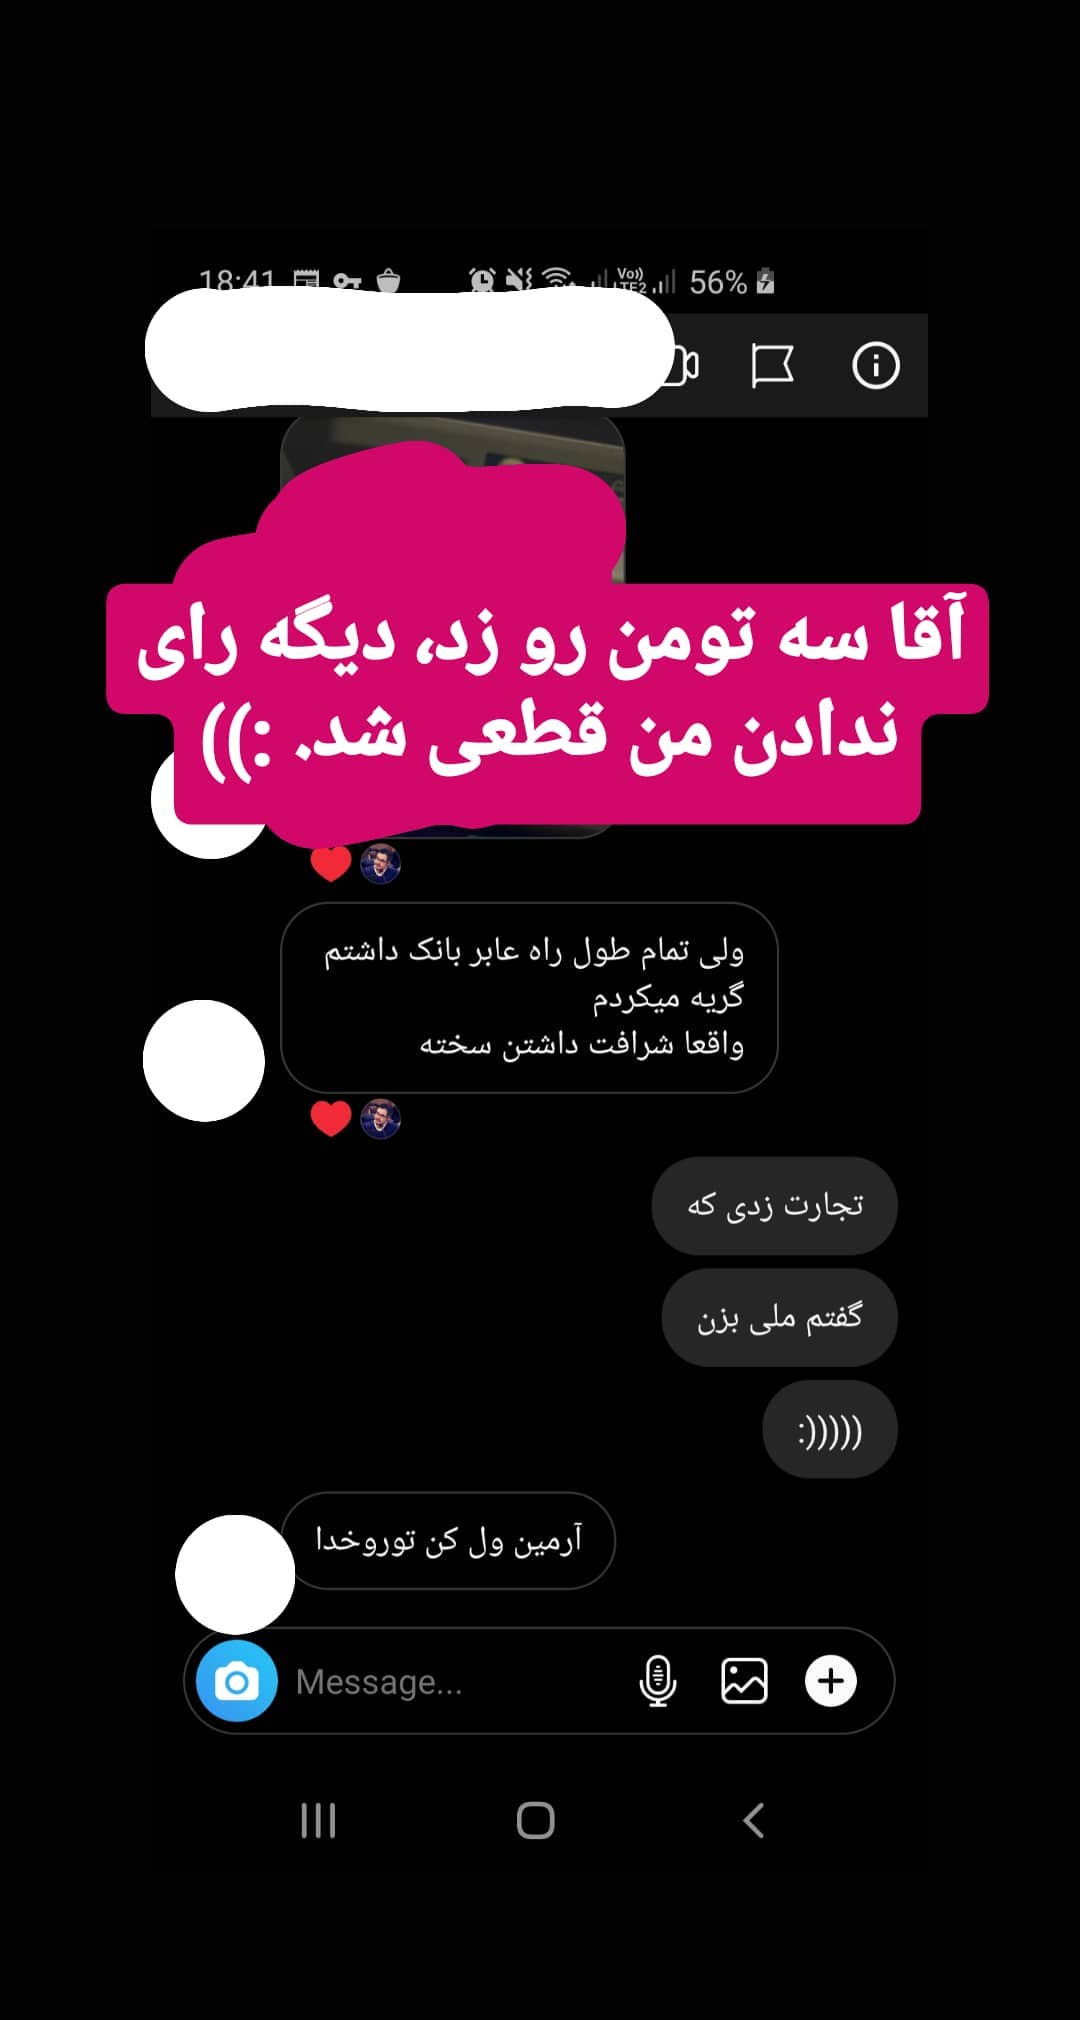 18:41
56%
آقا سه تومن رو زد، دیگه رای
ندادن من قطعی شد. :))
ولی تمام طول راه عابر بانک داشتم
گریه میکردم
واقعا شرافت داشتن سخته
تجارت زدی که
گفتم ملی بزن
:)))))
آرمین ول کن توروخدا
Message...